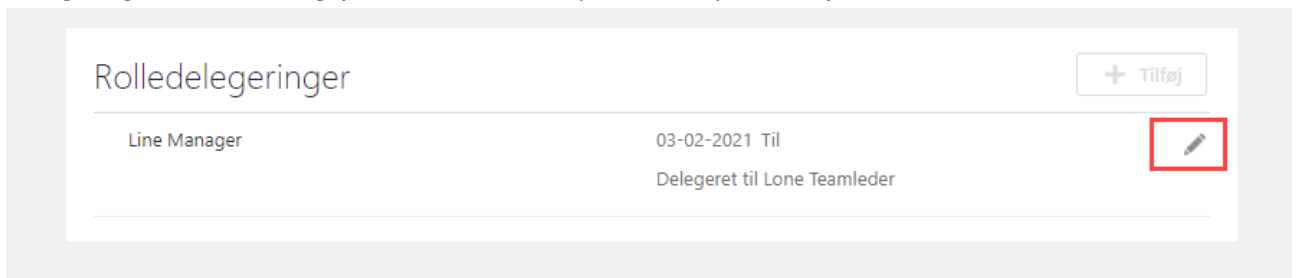 Rolledelegeringer
+ Tilføj
Line Manager
03-02-2021 Til
Delegeret til Lone Teamleder